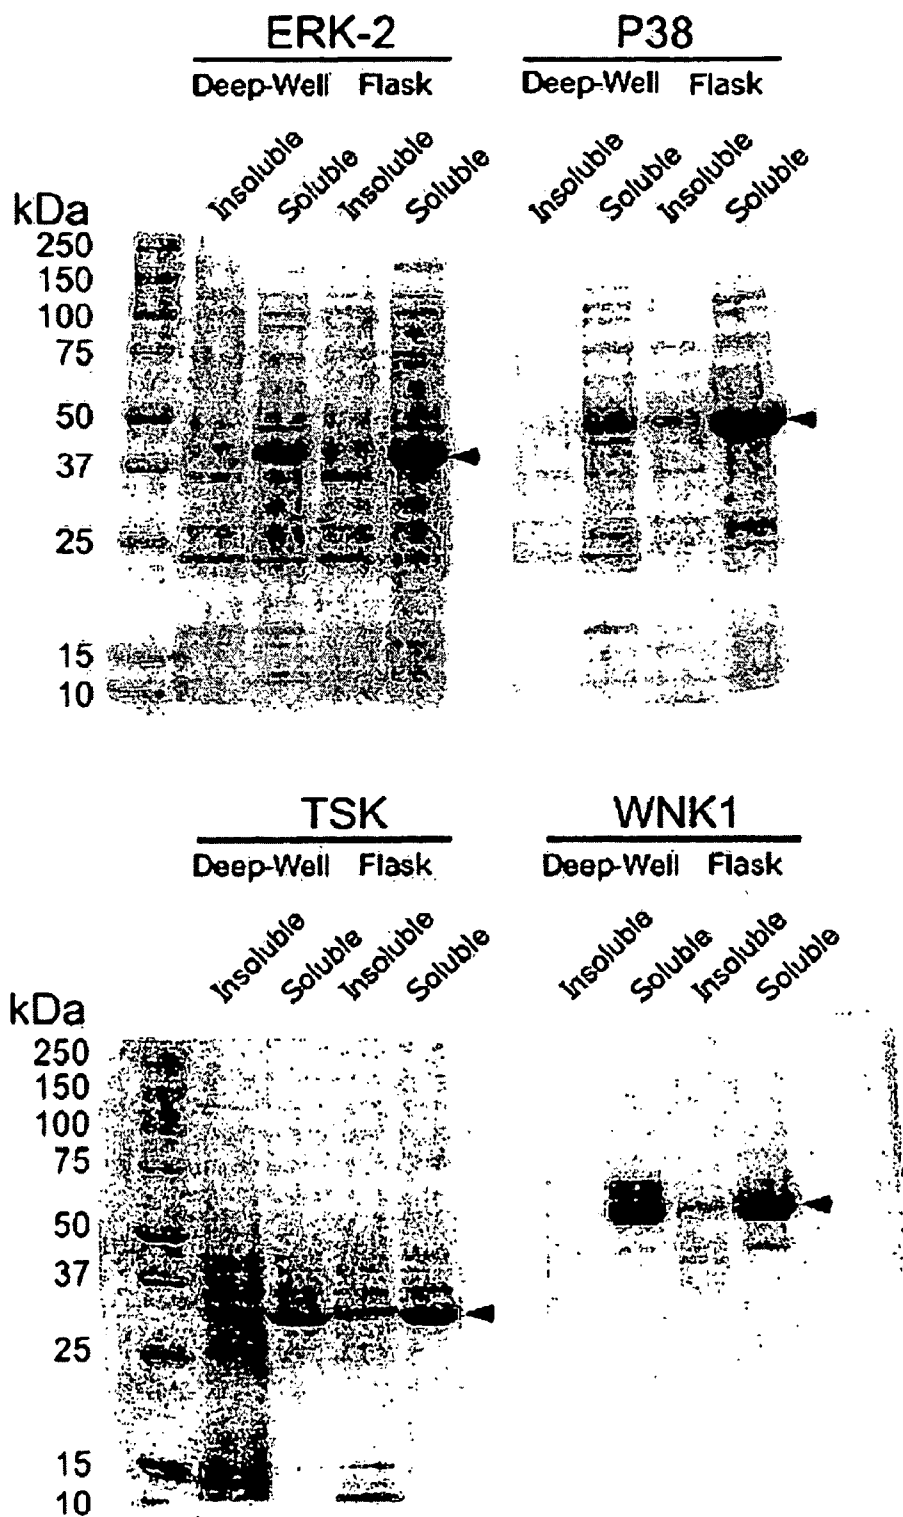 ERK-2 P38
Deep-Well Flask Deep-Well Flask
Insoluble Soluble Insoluble Soluble Insoluble Soluble Insoluble Soluble
kDa
250
150
100
75
50
37
25
15
10
TSK WNK1
Deep-Well Flask Deep-Well Flask
Insoluble Soluble Insoluble Soluble Insoluble Soluble Insoluble Soluble
kDa
250
150
100
75
50
37
25
15
10